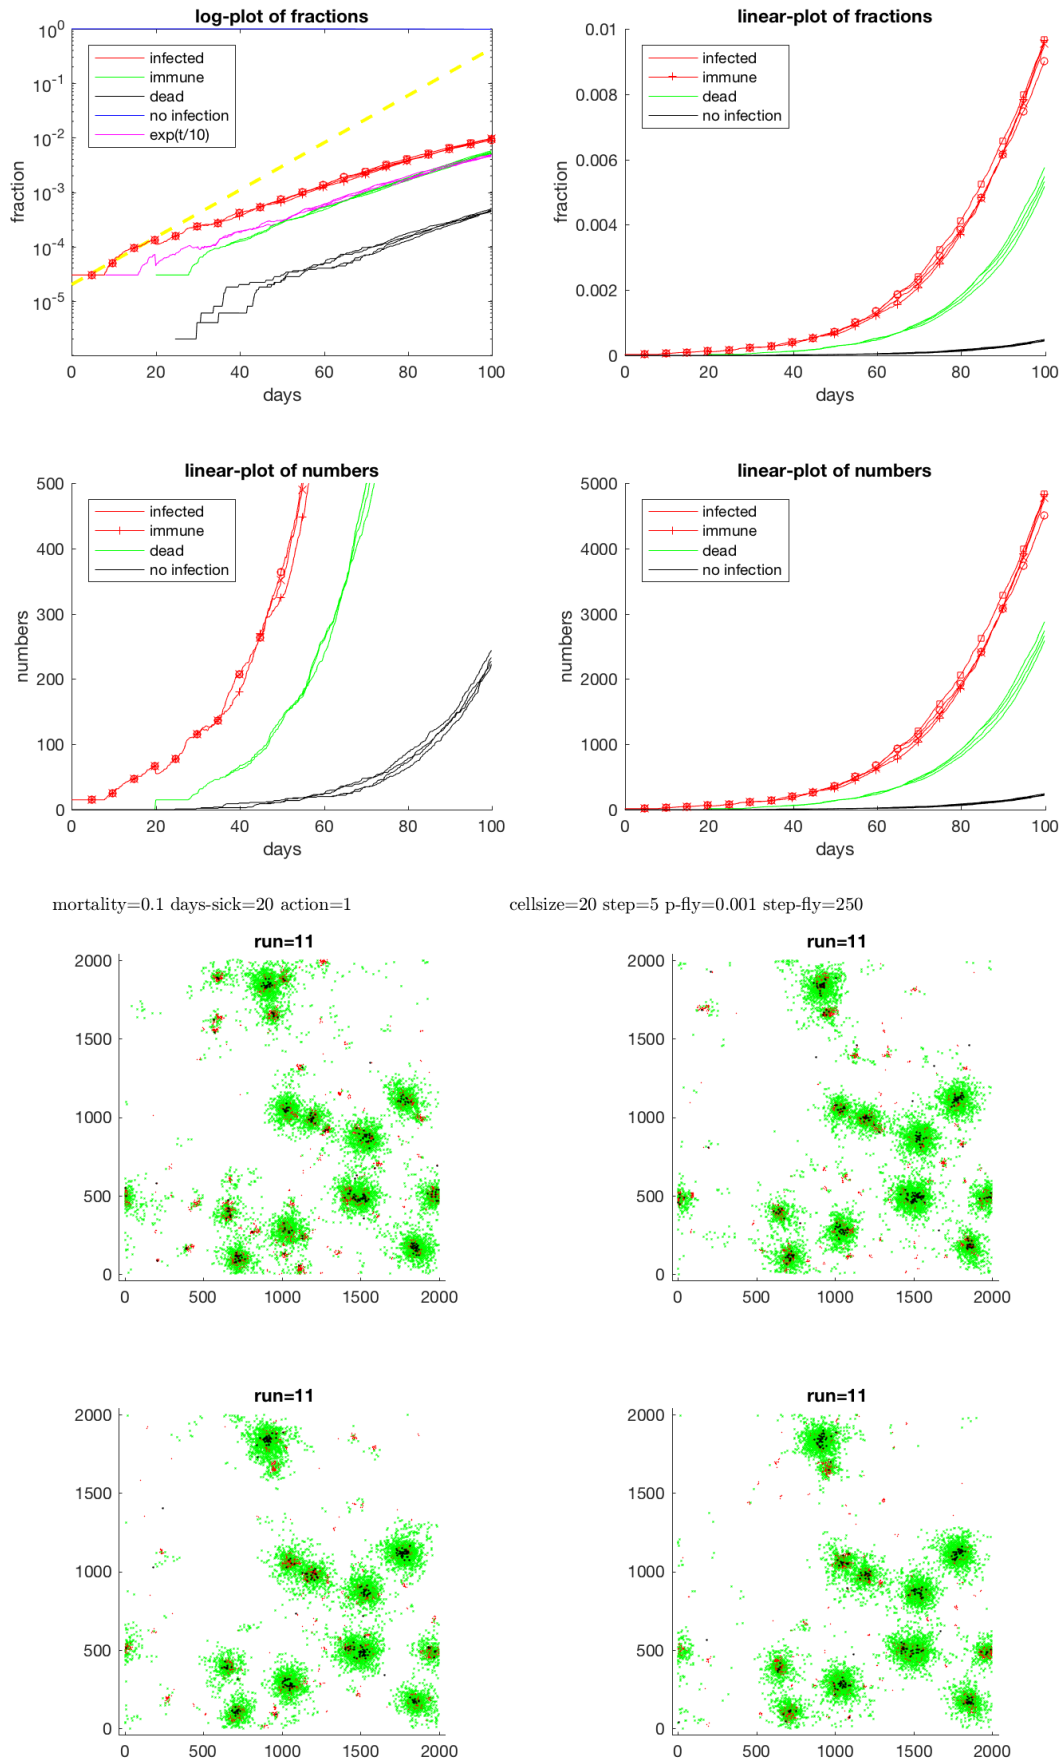 log-plot of fractions
10^0
10^-1
10^-2
10^-3
10^-4
10^-5
fraction
infected
immune
dead
no infection
exp(t/10)
0 20 40 60 80 100
days
linear-plot of fractions
0.01
0.008
0.006
0.004
0.002
0
fraction
infected
immune
dead
no infection
0 20 40 60 80 100
days
linear-plot of numbers
500
400
300
200
100
0
numbers
infected
immune
dead
no infection
0 20 40 60 80 100
days
linear-plot of numbers
5000
4000
3000
2000
1000
0
numbers
infected
immune
dead
no infection
0 20 40 60 80 100
days
mortality=0.1 days-sick=20 action=1
cellsize=20 step=5 p-fly=0.001 step-fly=250
run=11
2000
1500
1000
500
0
0 500 1000 1500 2000
run=11
2000
1500
1000
500
0
0 500 1000 1500 2000
run=11
2000
1500
1000
500
0
0 500 1000 1500 2000
run=11
2000
1500
1000
500
0
0 500 1000 1500 2000